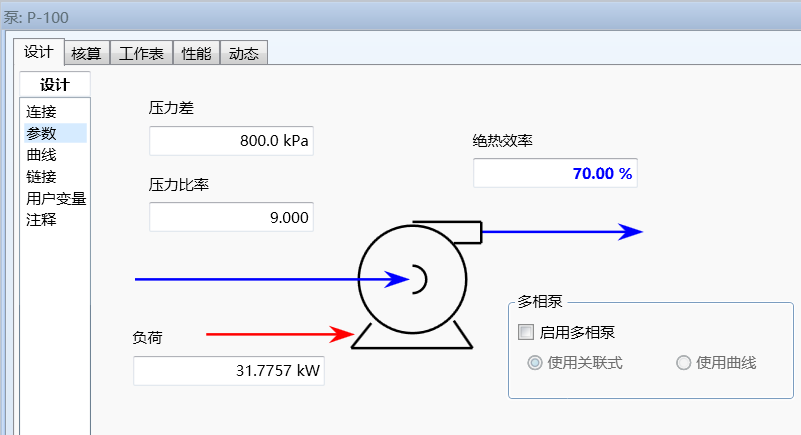 泵: P-100
设计 核算 工作表 性能 动态
设计
连接
参数
曲线
链接
用户变量
注释
压力差
800.0 kPa
压力比率
9.000
绝热效率
70.00 %
负荷
31.7757 kW
多相泵
启用多相泵
使用关联式 使用曲线